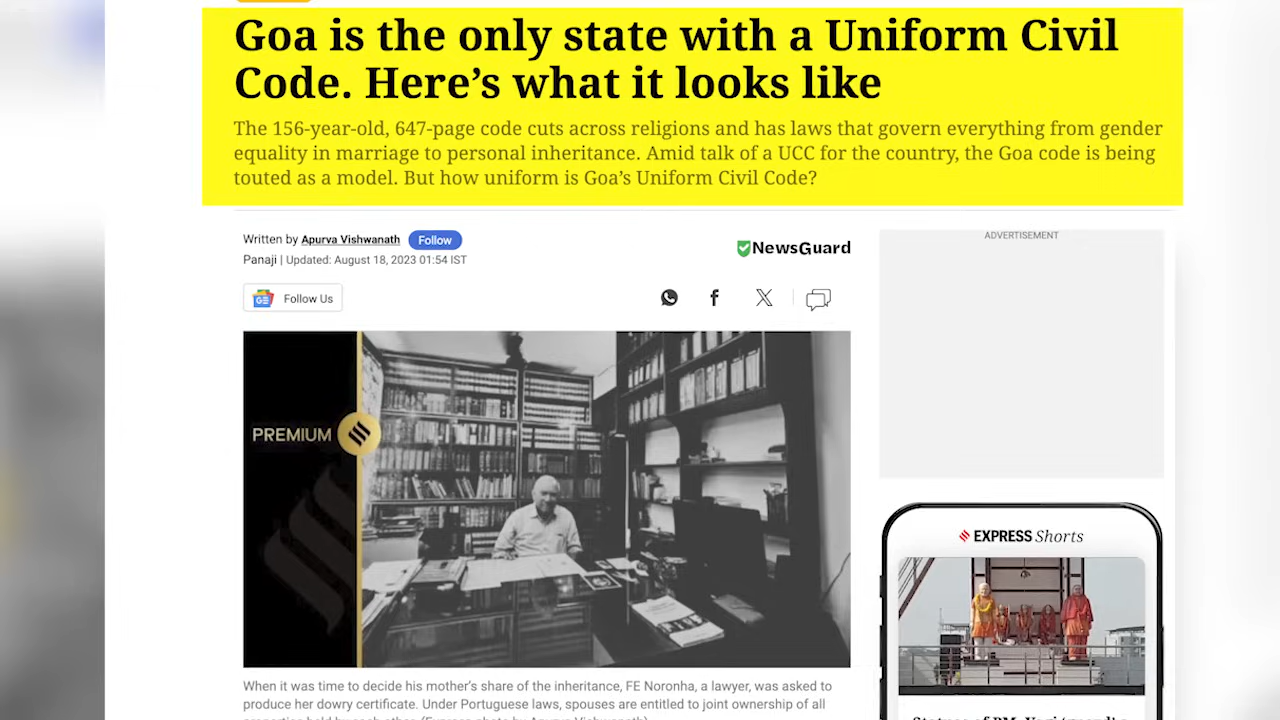 Goa is the only state with a Uniform Civil
Code. Here’s what it looks like
The 156-year-old, 647-page code cuts across religions and has laws that govern everything from gender
equality in marriage to personal inheritance. Amid talk of a UCC for the country, the Goa code is being
touted as a model. But how uniform is Goa’s Uniform Civil Code?
Written by Apurva Vishwanath Follow
Panaji | Updated: August 18, 2023 01:54 IST
NewsGuard
ADVERTISEMENT
GE Follow Us
PREMIUM
When it was time to decide his mother’s share of the inheritance, FE Noronha, a lawyer, was asked to
produce her dowry certificate. Under Portuguese laws, spouses are entitled to joint ownership of all
EXPRESS Shorts